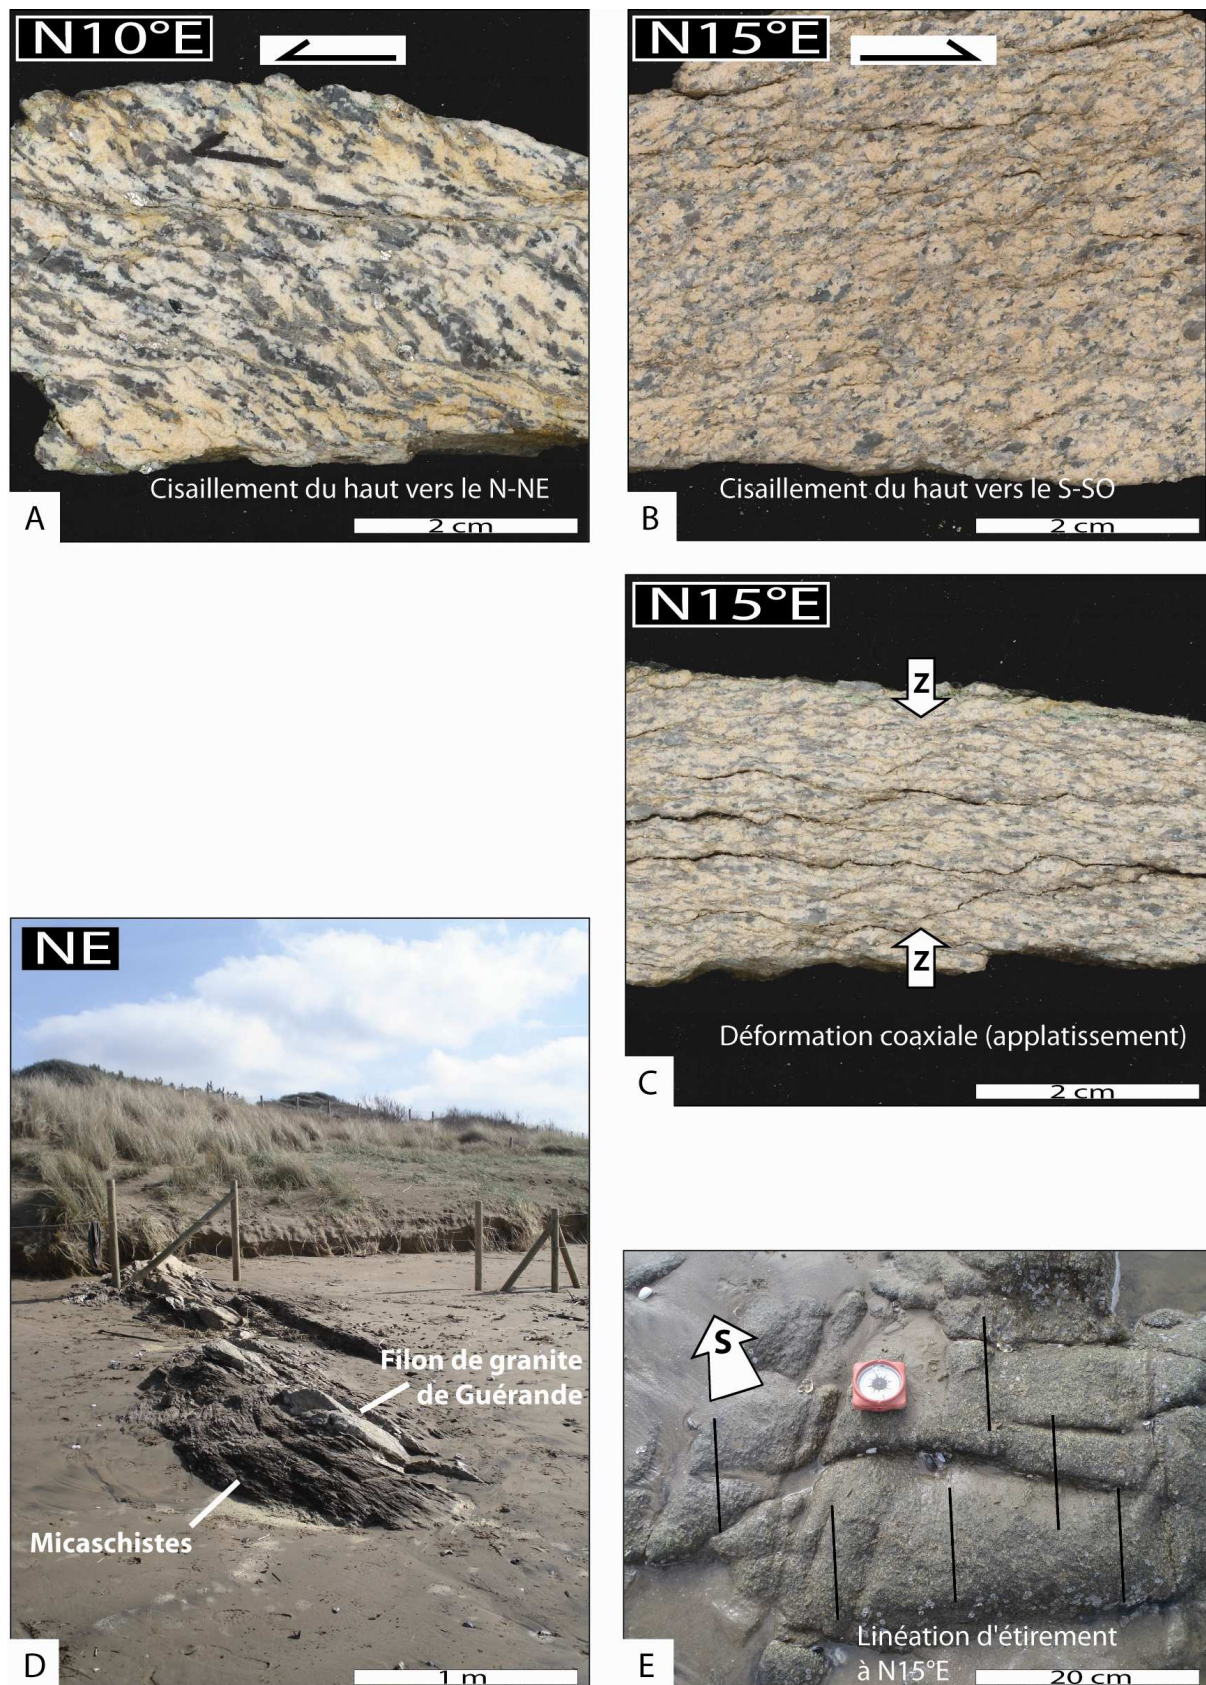 N10°E
Cisaillement du haut vers le N-NE
A
2 cm
N15°E
Cisaillement du haut vers le S-SO
B
2 cm
N15°E
Z
Z
Déformation coaxiale (applatissement)
C
2 cm
NE
Filon de granite
de Guérande
Micaschistes
D
1 m
S
Linéation d'étirement
à N15°E
E
20 cm